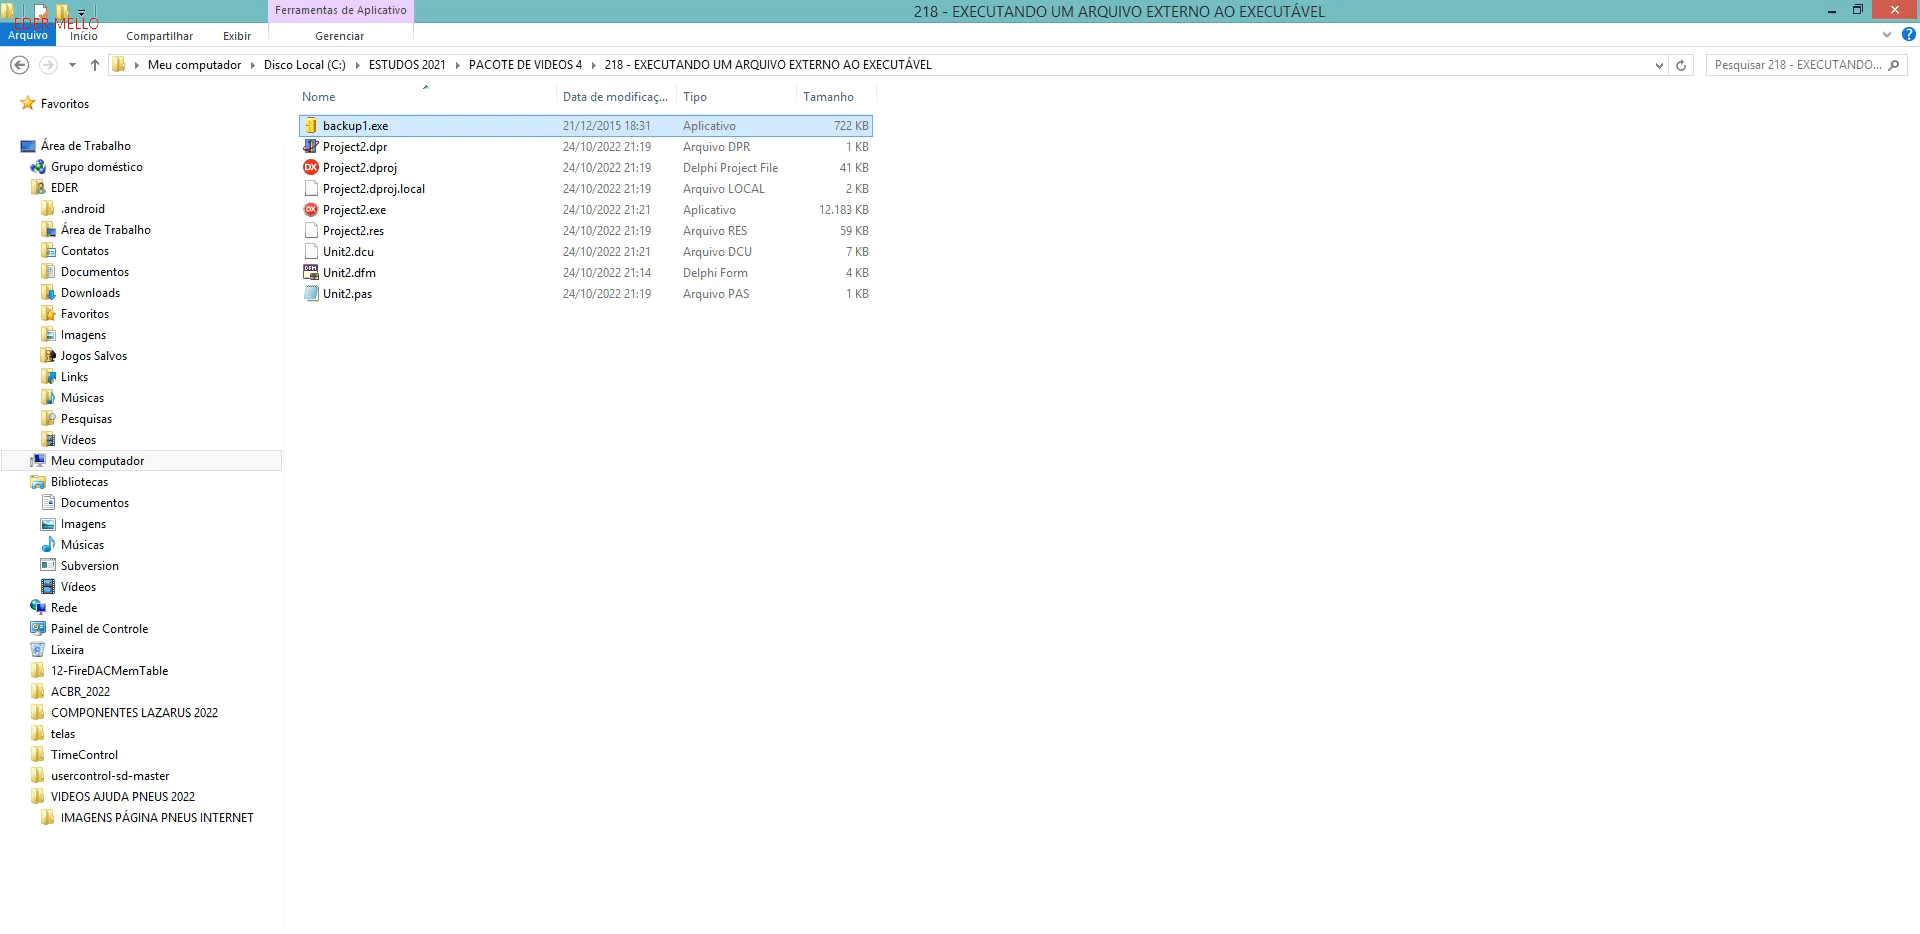 218 - EXECUTANDO UM ARQUIVO EXTERNO AO EXECUTÁVEL
Ferramentas de Aplicativo
EDER MELLO
Arquivo Início Compartilhar Exibir Gerenciar
Meu computador Disco Local (C:) ESTUDOS 2021 PACOTE DE VIDEOS 4 218 - EXECUTANDO UM ARQUIVO EXTERNO AO EXECUTÁVEL
Pesquisar 218 - EXECUTANDO...
Favoritos
Área de Trabalho
Grupo doméstico
EDER
.android
Área de Trabalho
Contatos
Documentos
Downloads
Favoritos
Imagens
Jogos Salvos
Links
Músicas
Pesquisas
Vídeos
Meu computador
Bibliotecas
Documentos
Imagens
Músicas
Subversion
Vídeos
Rede
Painel de Controle
Lixeira
12-FireDACMemTable
ACBR_2022
COMPONENTES LAZARUS 2022
telas
TimeControl
usercontrol-sd-master
VIDEOS AJUDA PNEUS 2022
IMAGENS PÁGINA PNEUS INTERNET
Nome Data de modificaç... Tipo Tamanho
backup1.exe 21/12/2015 18:31 Aplicativo 722 KB
Project2.dpr 24/10/2022 21:19 Arquivo DPR 1 KB
Project2.dproj 24/10/2022 21:19 Delphi Project File 41 KB
Project2.dproj.local 24/10/2022 21:19 Arquivo LOCAL 2 KB
Project2.exe 24/10/2022 21:21 Aplicativo 12.183 KB
Project2.res 24/10/2022 21:19 Arquivo RES 59 KB
Unit2.dcu 24/10/2022 21:21 Arquivo DCU 7 KB
Unit2.dfm 24/10/2022 21:14 Delphi Form 4 KB
Unit2.pas 24/10/2022 21:19 Arquivo PAS 1 KB